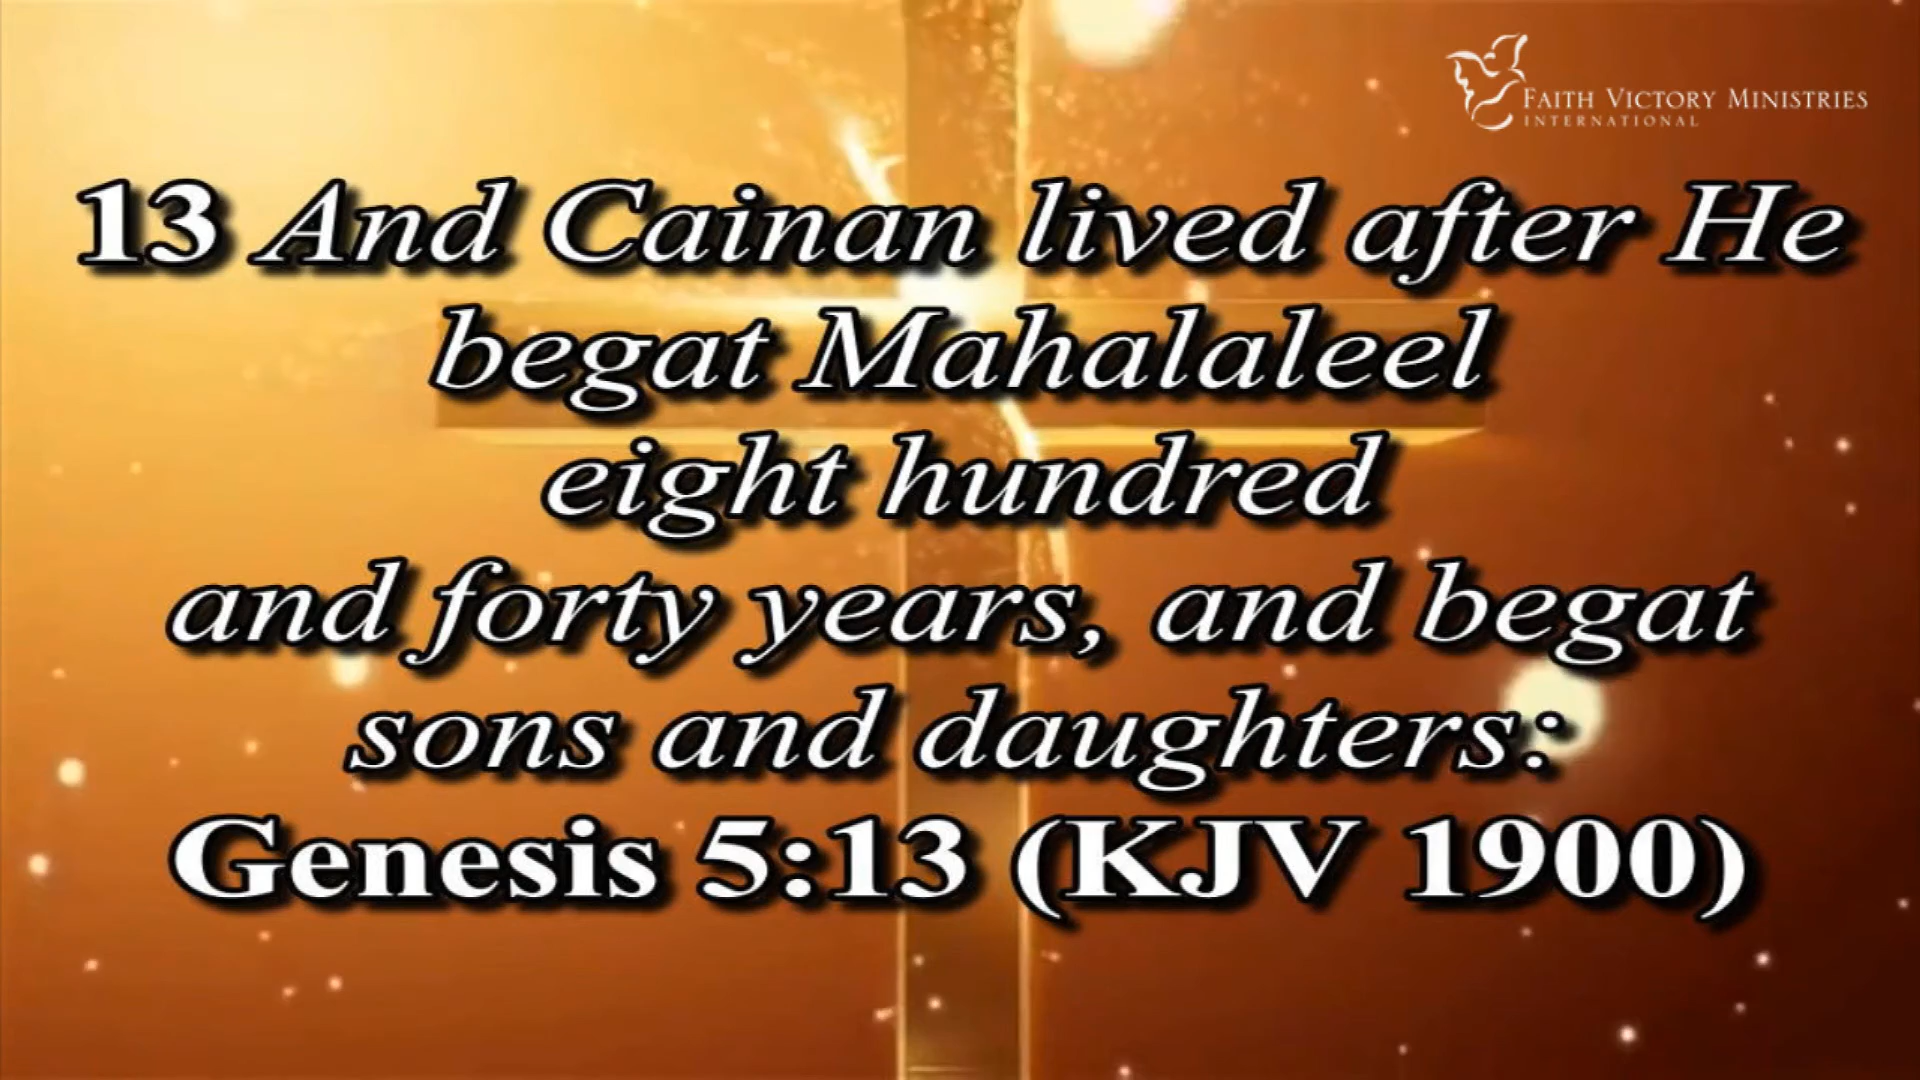 FAITH VICTORY MINISTRIES
INTERNATIONAL
13 And Cainan lived after He
begat Mahalaleel
eight hundred
and forty years, and begat
sons and daughters:
Genesis 5:13 (KJV 1900)